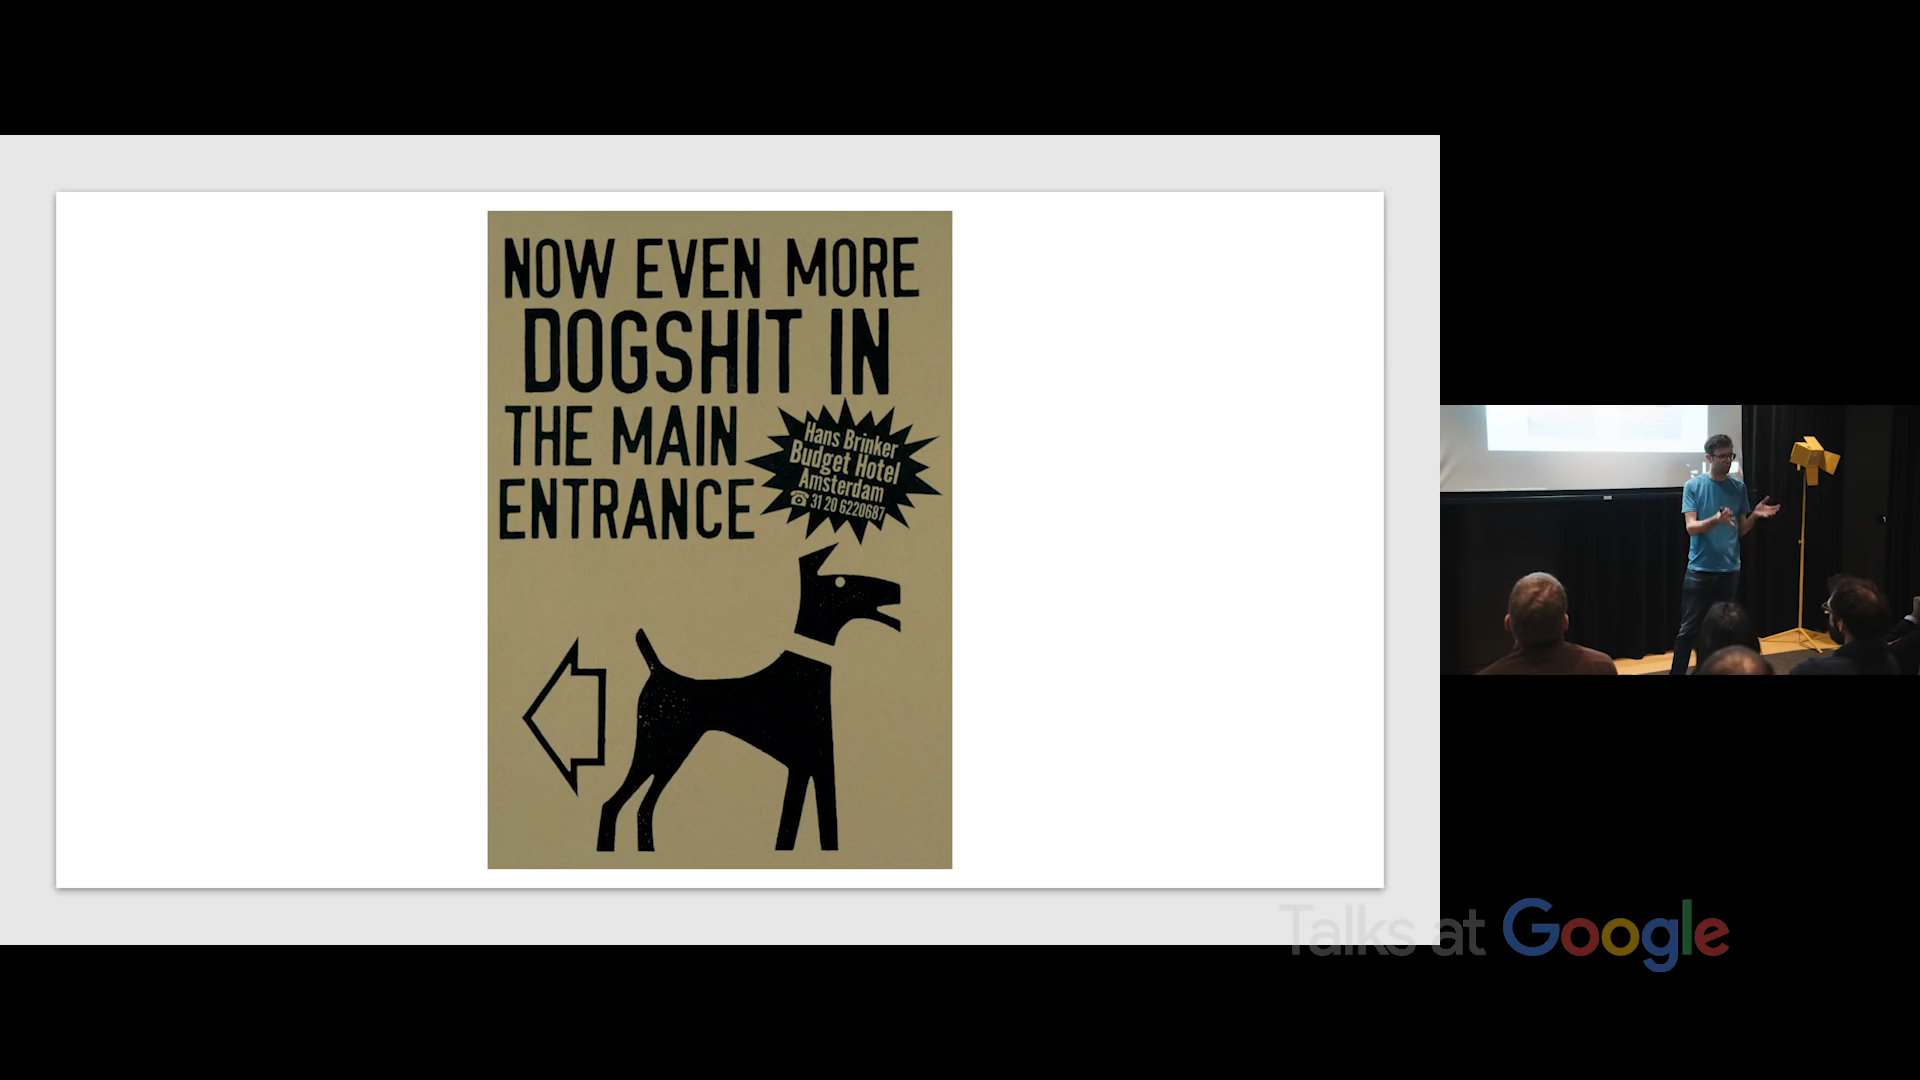 NOW EVEN MORE
DOGSHIT IN
THE MAIN
ENTRANCE
Hans Brinker
Budget Hotel
Amsterdam
☎ 31 20 6220687
Talks at Google